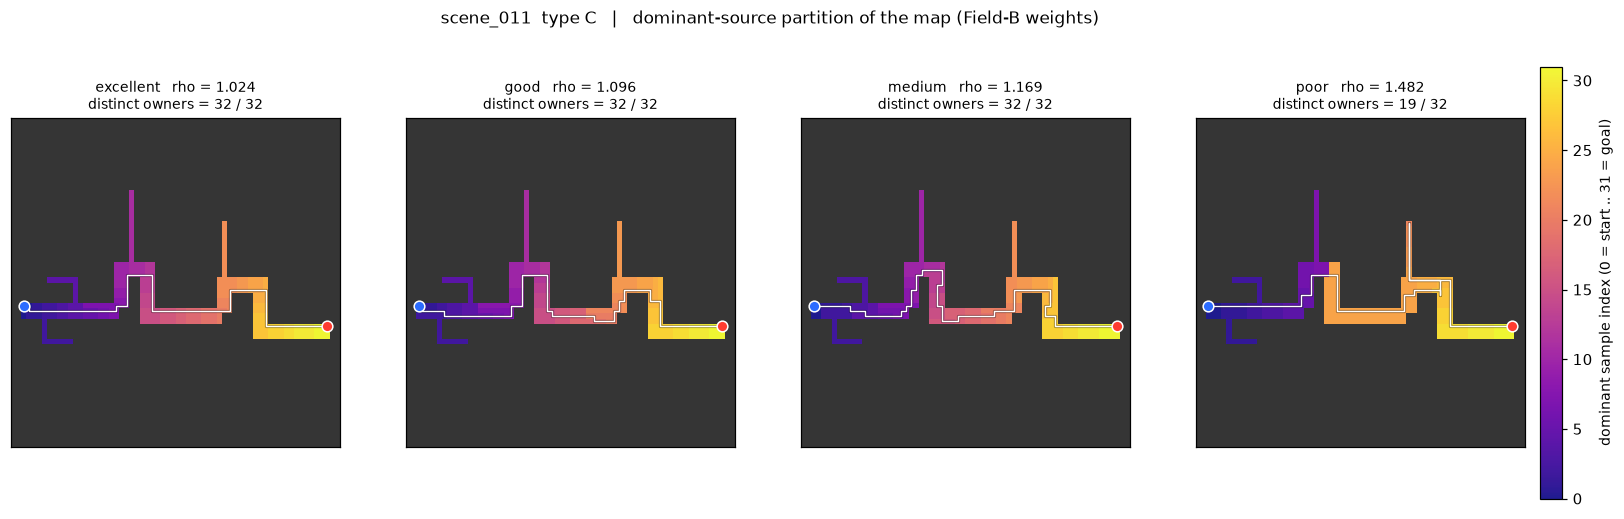 scene_011  type C   |   dominant-source partition of the map (Field-B weights)
excellent   rho = 1.024
distinct owners = 32 / 32
good   rho = 1.096
distinct owners = 32 / 32
medium   rho = 1.169
distinct owners = 32 / 32
poor   rho = 1.482
distinct owners = 19 / 32
30
25
20
15
10
5
0
dominant sample index (0 = start .. 31 = goal)